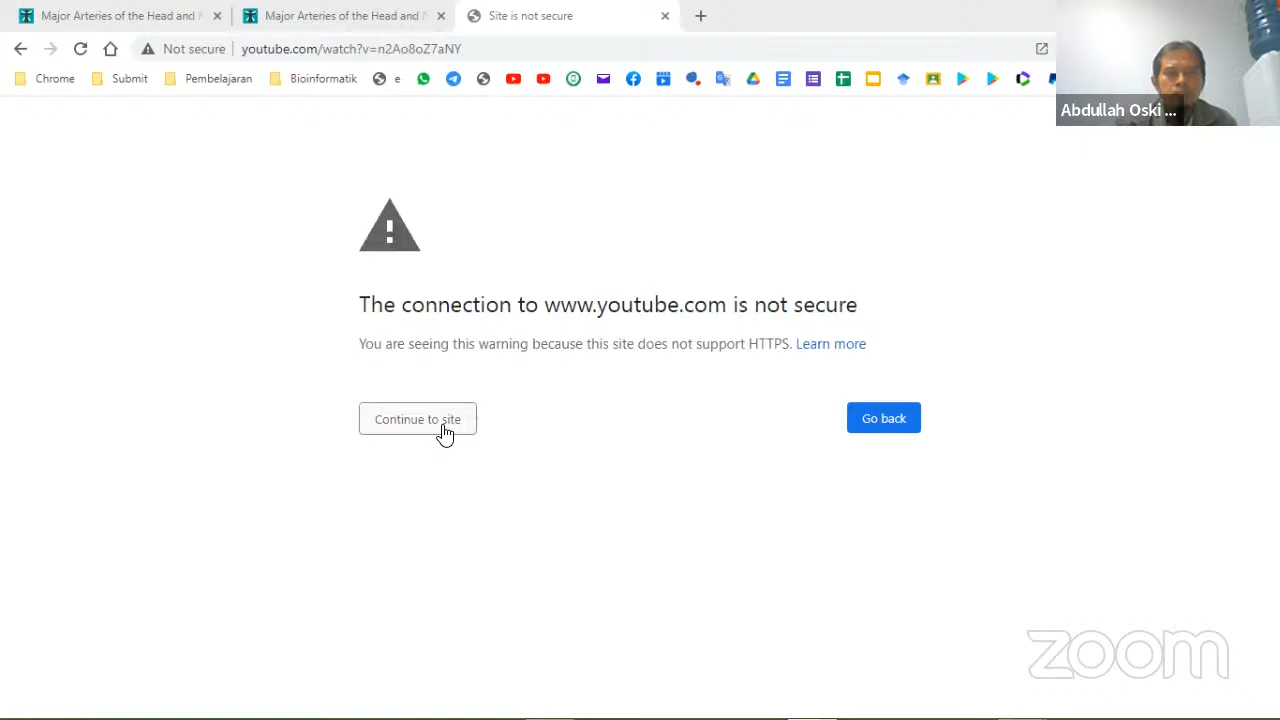 Major Arteries of the Head and N
Major Arteries of the Head and N
Site is not secure
Not secure
youtube.com/watch?v=n2Ao8oZ7aNY
Chrome
Submit
Pembelajaran
Bioinformatik
e
Abdullah Oski ...
The connection to www.youtube.com is not secure
You are seeing this warning because this site does not support HTTPS. Learn more
Continue to site
Go back
zoom